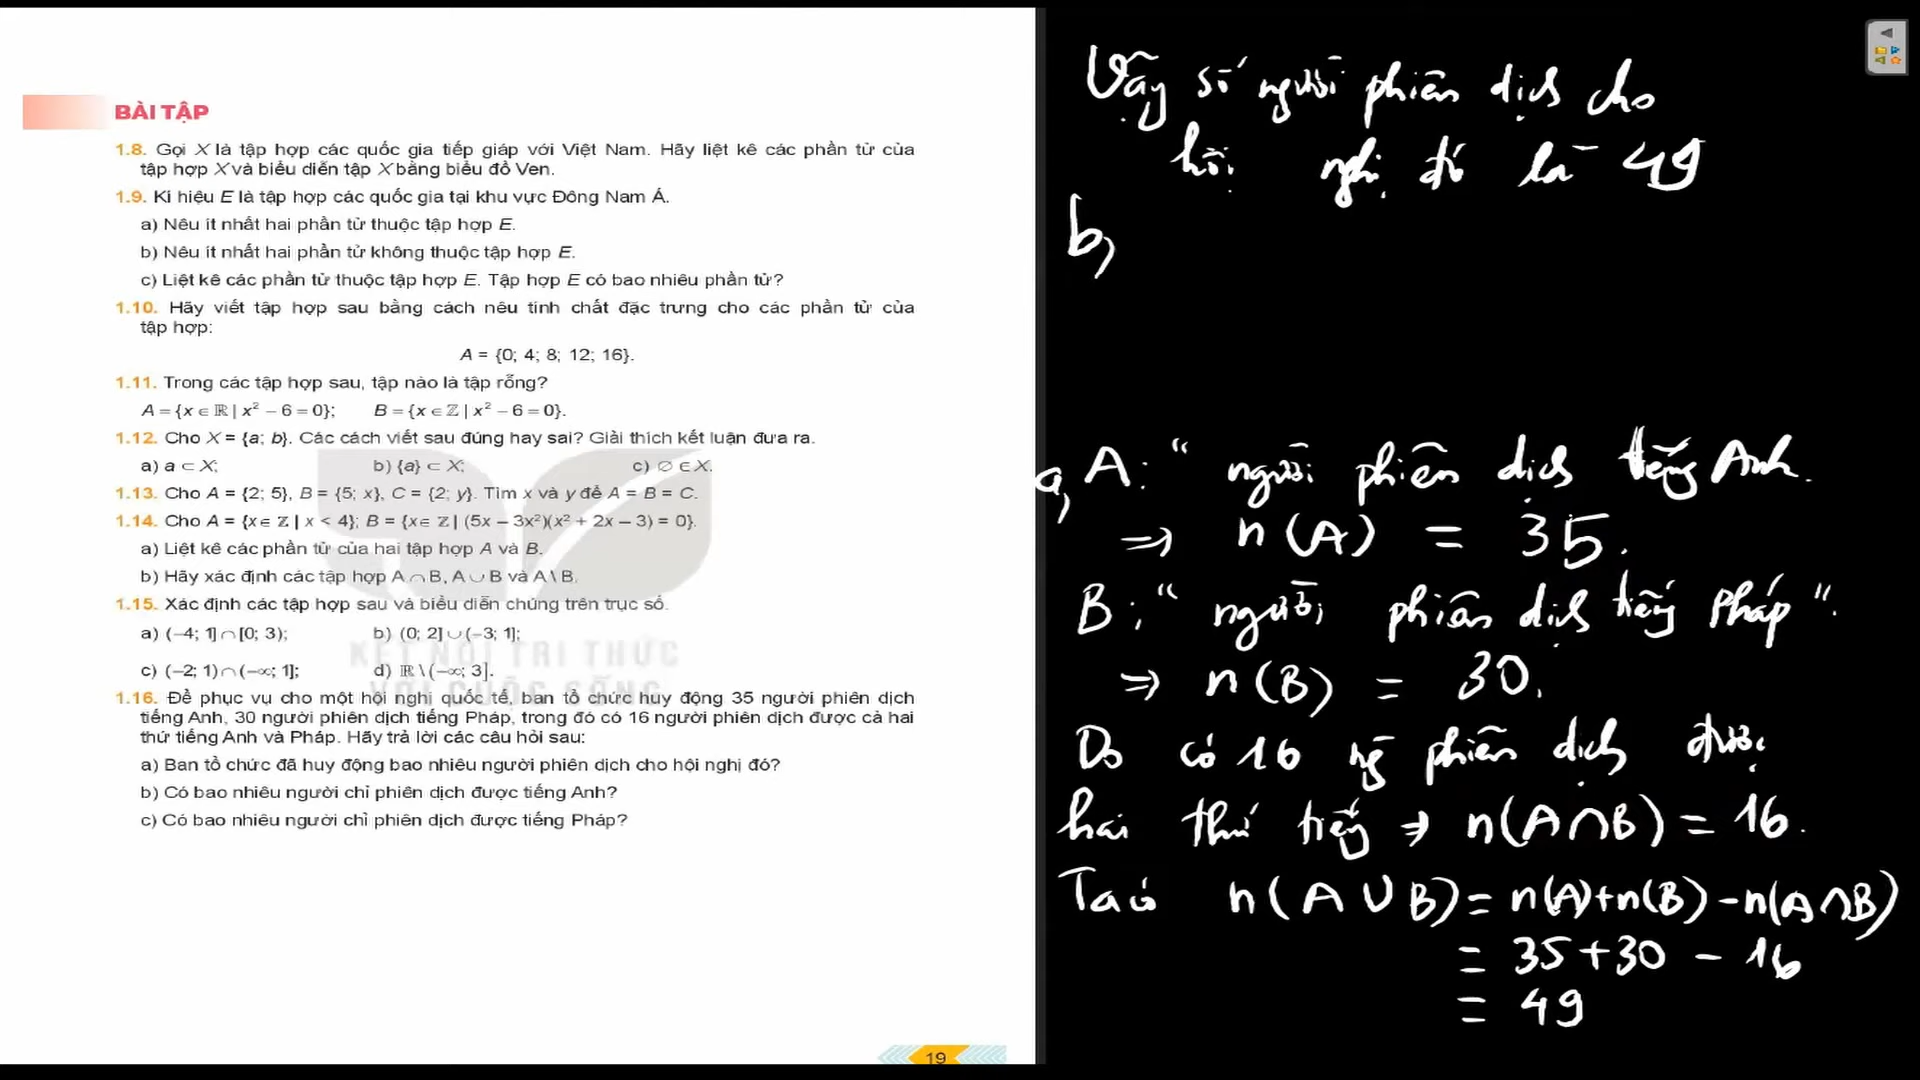 BÀI TẬP
1.8. Gọi X là tập hợp các quốc gia tiếp giáp với Việt Nam. Hãy liệt kê các phần tử của
tập hợp X và biểu diễn tập X bằng biểu đồ Ven.
1.9. Kí hiệu E là tập hợp các quốc gia tại khu vực Đông Nam Á.
a) Nêu ít nhất hai phần tử thuộc tập hợp E.
b) Nêu ít nhất hai phần tử không thuộc tập hợp E.
c) Liệt kê các phần tử thuộc tập hợp E. Tập hợp E có bao nhiêu phần tử?
1.10. Hãy viết tập hợp sau bằng cách nêu tính chất đặc trưng cho các phần tử của
tập hợp:
A = {0; 4; 8; 12; 16}.
1.11. Trong các tập hợp sau, tập nào là tập rỗng?
A = {x ∈ ℝ | x² − 6 = 0}; B = {x ∈ ℤ | x² − 6 = 0}.
1.12. Cho X = {a; b}. Các cách viết sau đúng hay sai? Giải thích kết luận đưa ra.
a) a ⊂ X; b) {a} ⊂ X; c) ∅ ∈ X.
1.13. Cho A = {2; 5}, B = {5; x}, C = {2; y}. Tìm x và y để A = B = C.
1.14. Cho A = {x ∈ ℤ | x < 4}; B = {x ∈ ℤ | (5x − 3x²)(x² + 2x − 3) = 0}.
a) Liệt kê các phần tử của hai tập hợp A và B.
b) Hãy xác định các tập hợp A ∩ B, A ∪ B và A \ B.
1.15. Xác định các tập hợp sau và biểu diễn chúng trên trục số.
a) (−4; 1] ∩ [0; 3); b) (0; 2] ∪ (−3; 1];
c) (−2; 1) ∩ (−∞; 1]; d) ℝ \ (−∞; 3].
KẾT NỐI TRI THỨC
VỚI CUỘC SỐNG
1.16. Để phục vụ cho một hội nghị quốc tế, ban tổ chức huy động 35 người phiên dịch
tiếng Anh, 30 người phiên dịch tiếng Pháp, trong đó có 16 người phiên dịch được cả hai
thứ tiếng Anh và Pháp. Hãy trả lời các câu hỏi sau:
a) Ban tổ chức đã huy động bao nhiêu người phiên dịch cho hội nghị đó?
b) Có bao nhiêu người chỉ phiên dịch được tiếng Anh?
c) Có bao nhiêu người chỉ phiên dịch được tiếng Pháp?
19
Vậy số người phiên dịch cho
hội nghị đó là 49
b,
a, A: “ người phiên dịch tiếng Anh.
⇒ n(A) = 35.
B: “ người phiên dịch tiếng Pháp ”.
⇒ n(B) = 30.
Do có 16 ng phiên dịch được
hai thứ tiếng ⇒ n(A∩B) = 16.
Ta có n(A∪B) = n(A)+n(B)−n(A∩B)
= 35+30 − 16
= 49